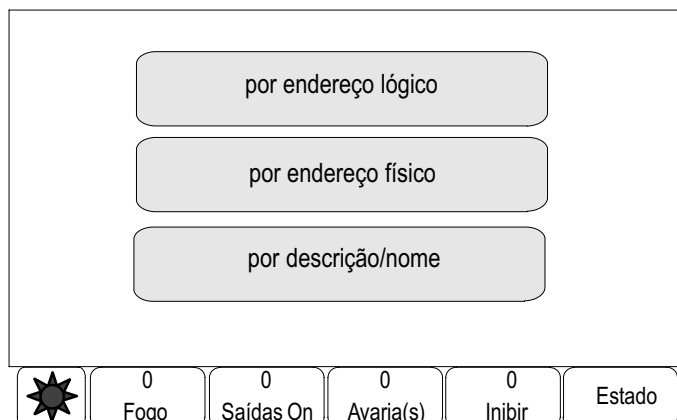 por endereço lógico
por endereço físico
por descrição/nome
0 0 0 0
Fogo Saídas On Avaria(s) Inibir Estado